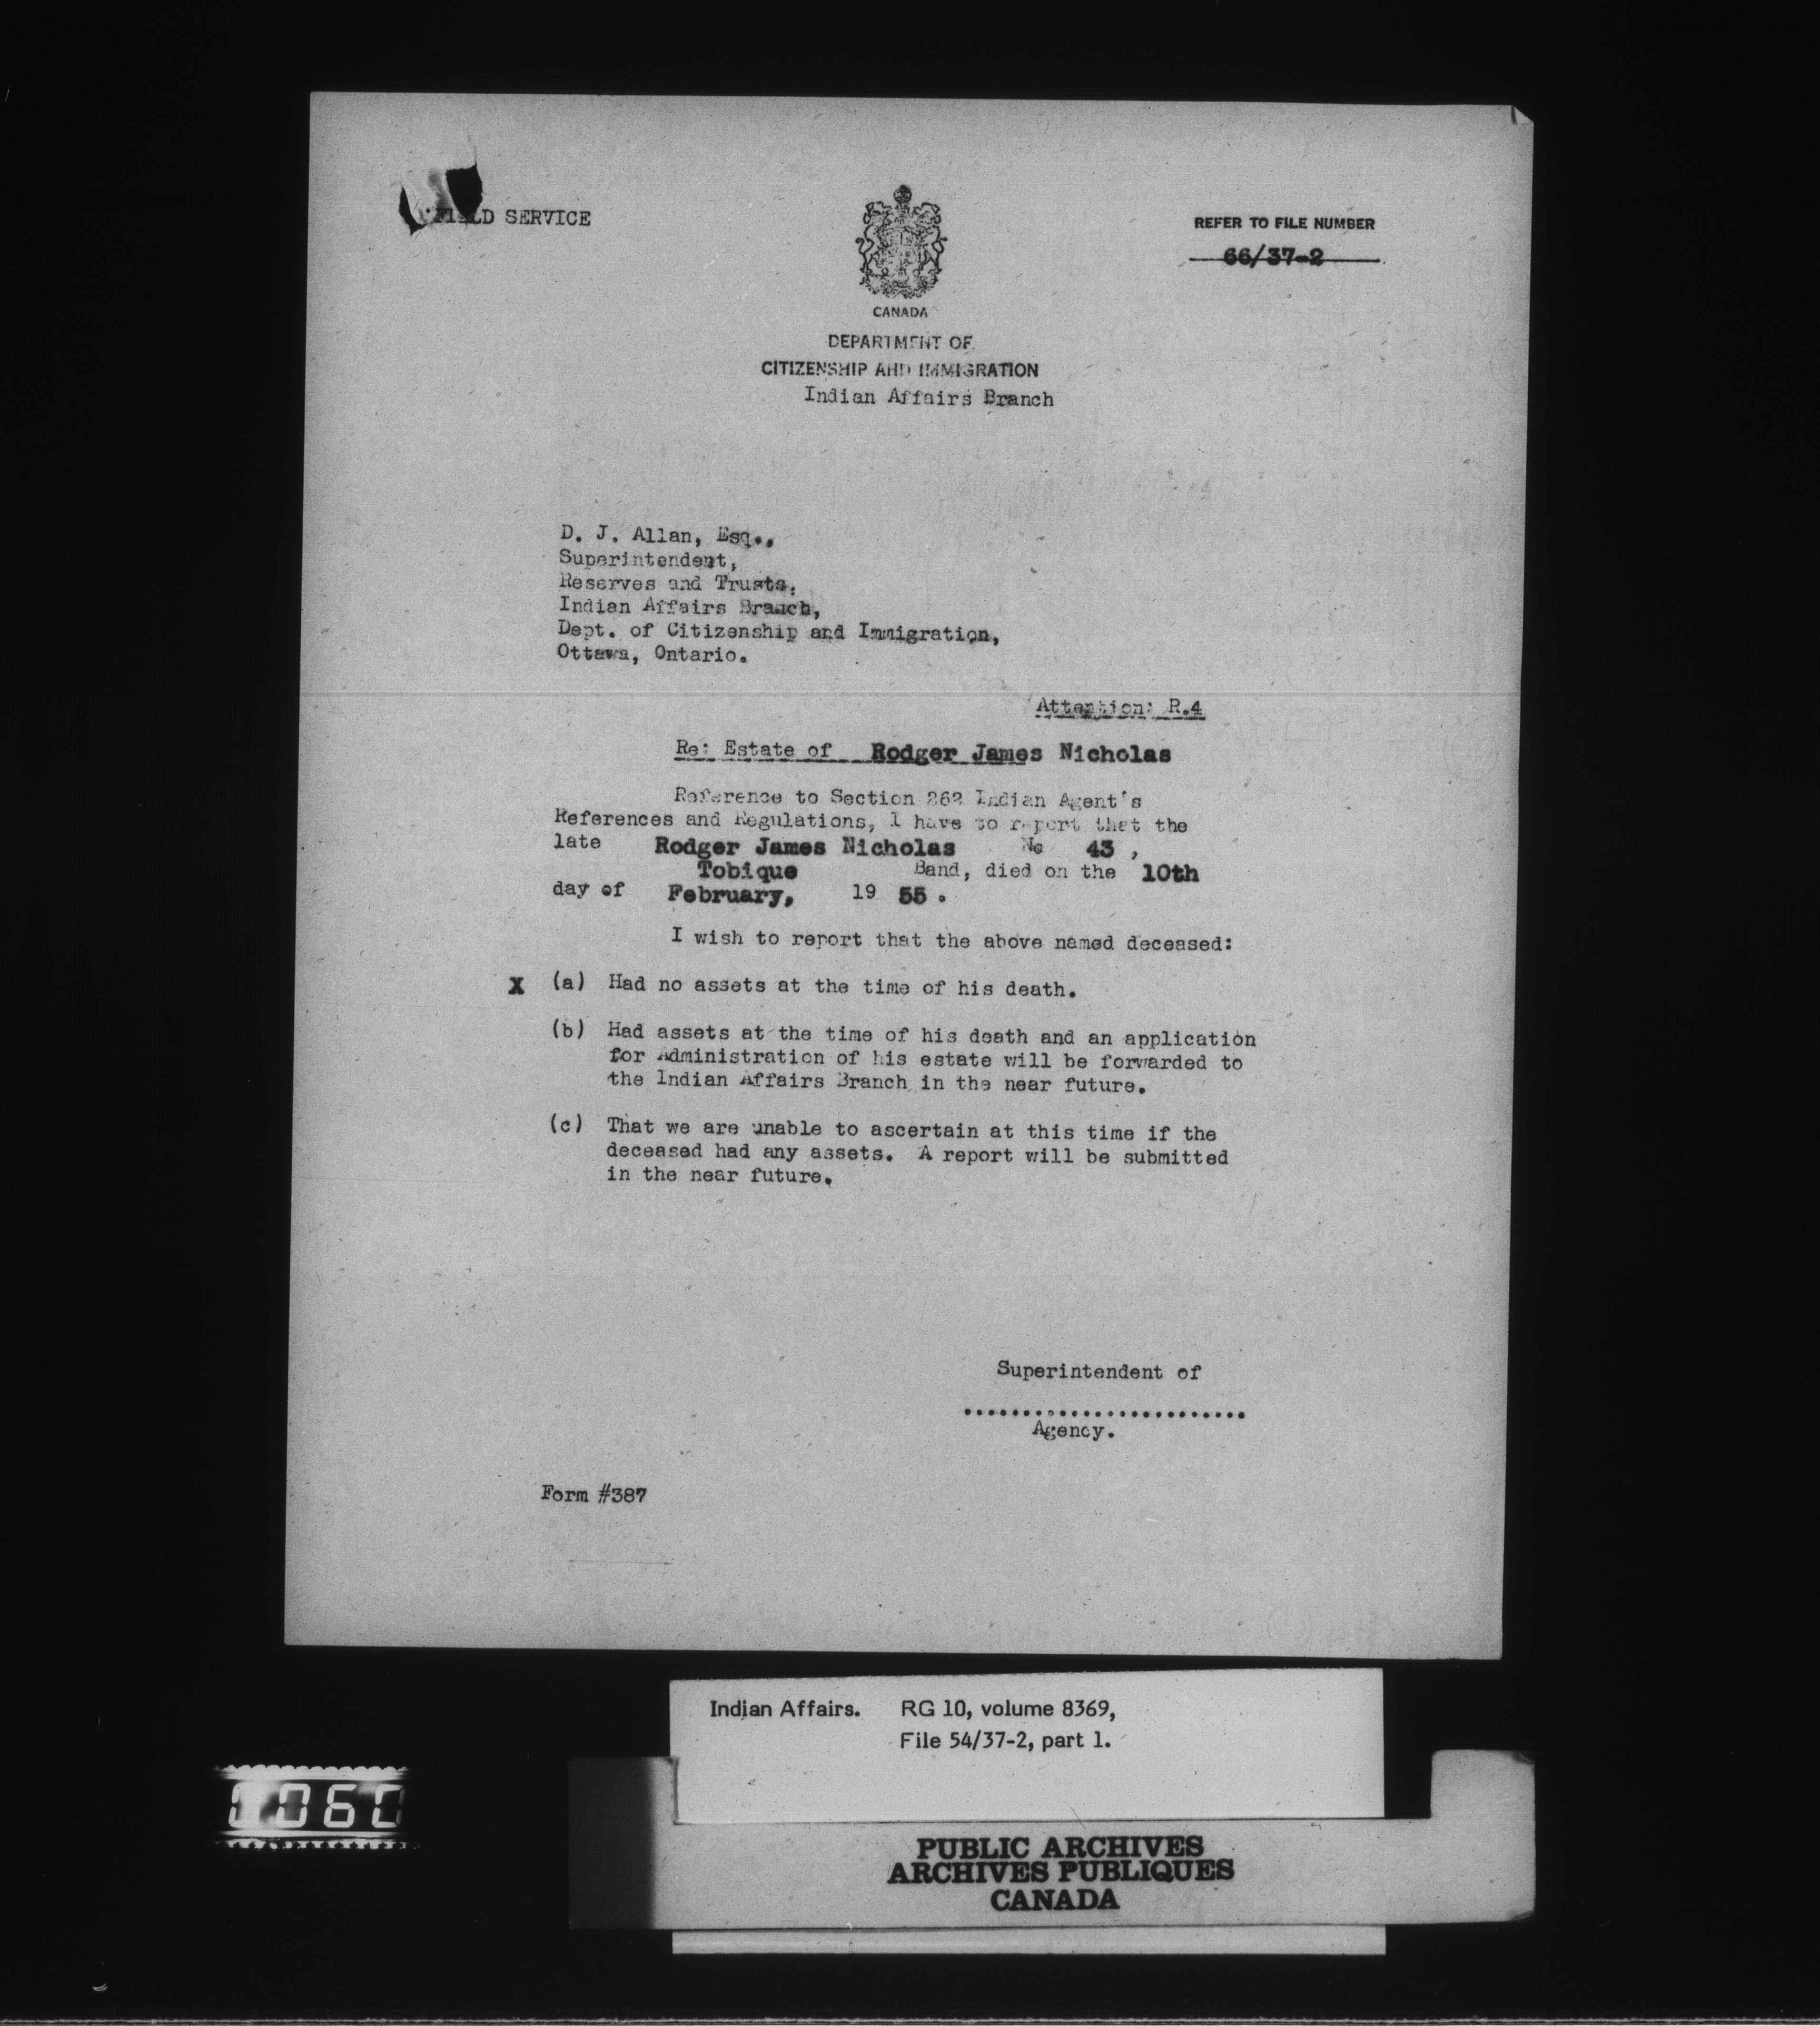 FIELD SERVICE
REFER TO FILE NUMBER
66/37-2
CANADA
DEPARTMENT OF
CITIZENSHIP AND IMMIGRATION
Indian Affairs Branch
D. J. Allan, Esq.,
Superintendent,
Reserves and Trusts,
Indian Affairs Branch,
Dept. of Citizenship and Immigration,
Ottawa, Ontario.
Attention: R.4
Re: Estate of Rodger James Nicholas
Reference to Section 262 Indian Agent's
References and Regulations, I have to report that the
late Rodger James Nicholas No 43 ,
Tobique Band, died on the 10th
day of February, 19 55 .
I wish to report that the above named deceased:
X (a) Had no assets at the time of his death.
(b) Had assets at the time of his death and an application
for Administration of his estate will be forwarded to
the Indian Affairs Branch in the near future.
(c) That we are unable to ascertain at this time if the
deceased had any assets. A report will be submitted
in the near future.
Superintendent of
........................
Agency.
Form #387
Indian Affairs. RG 10, volume 8369,
File 54/37-2, part 1.
1060
PUBLIC ARCHIVES
ARCHIVES PUBLIQUES
CANADA